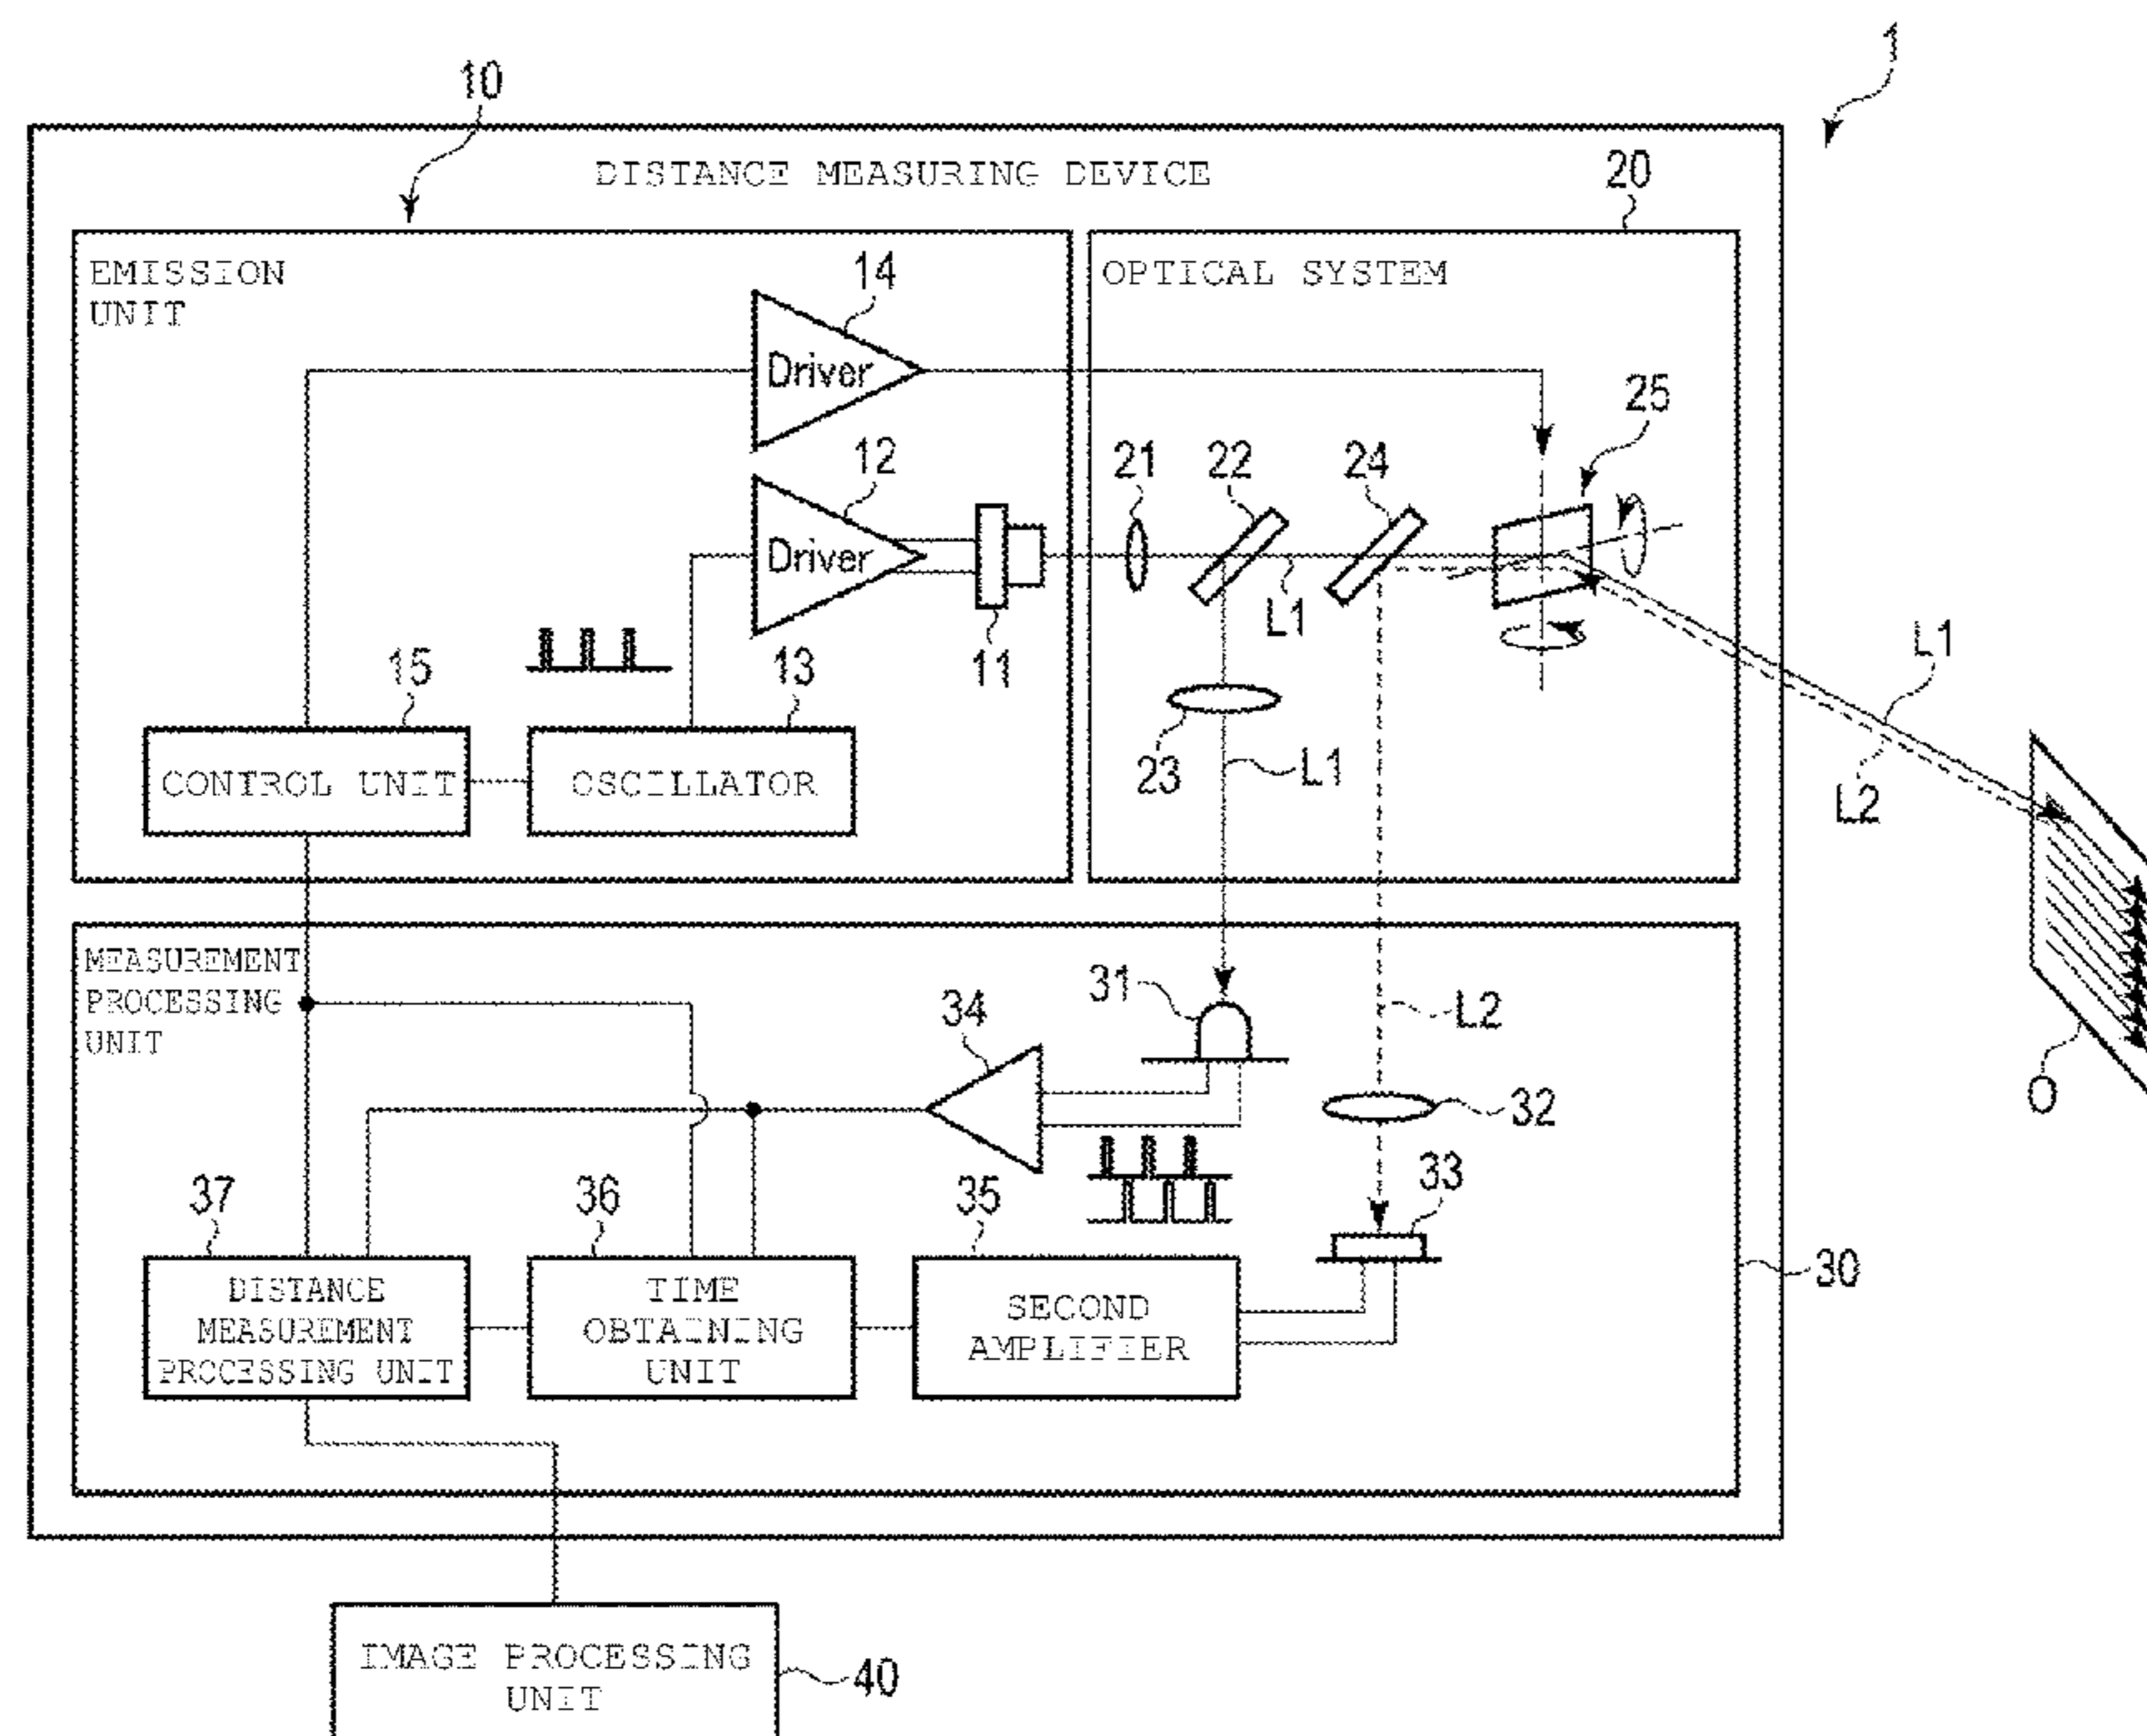 1
10
DISTANCE MEASURING DEVICE
20
EMISSION
UNIT
14
OPTICAL SYSTEM
Driver
25
12
21
22
24
Driver
L1
11
15
13
L1
CONTROL UNIT
OSCILLATOR
23
L1
L2
MEASUREMENT
PROCESSING
UNIT
31
34
L2
O
32
37
36
35
33
DISTANCE
MEASUREMENT
PROCESSING UNIT
TIME
OBTAINING
UNIT
SECOND
AMPLIFIER
30
IMAGE PROCESSING
UNIT
40